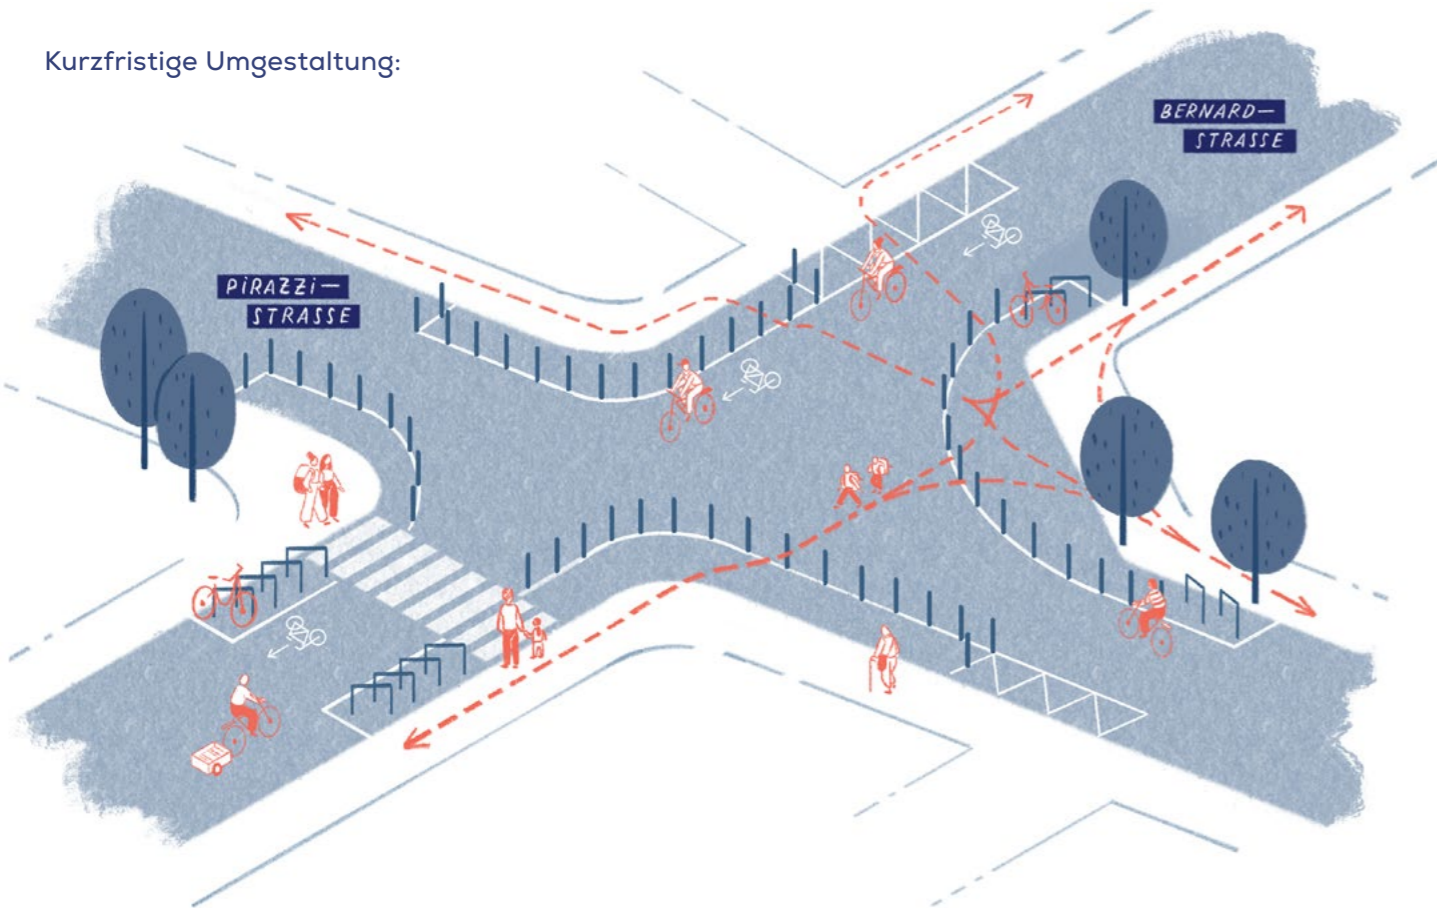 Kurzfristige Umgestaltung:
BERNARD—
STRASSE
PiRAZZi—
STRASSE